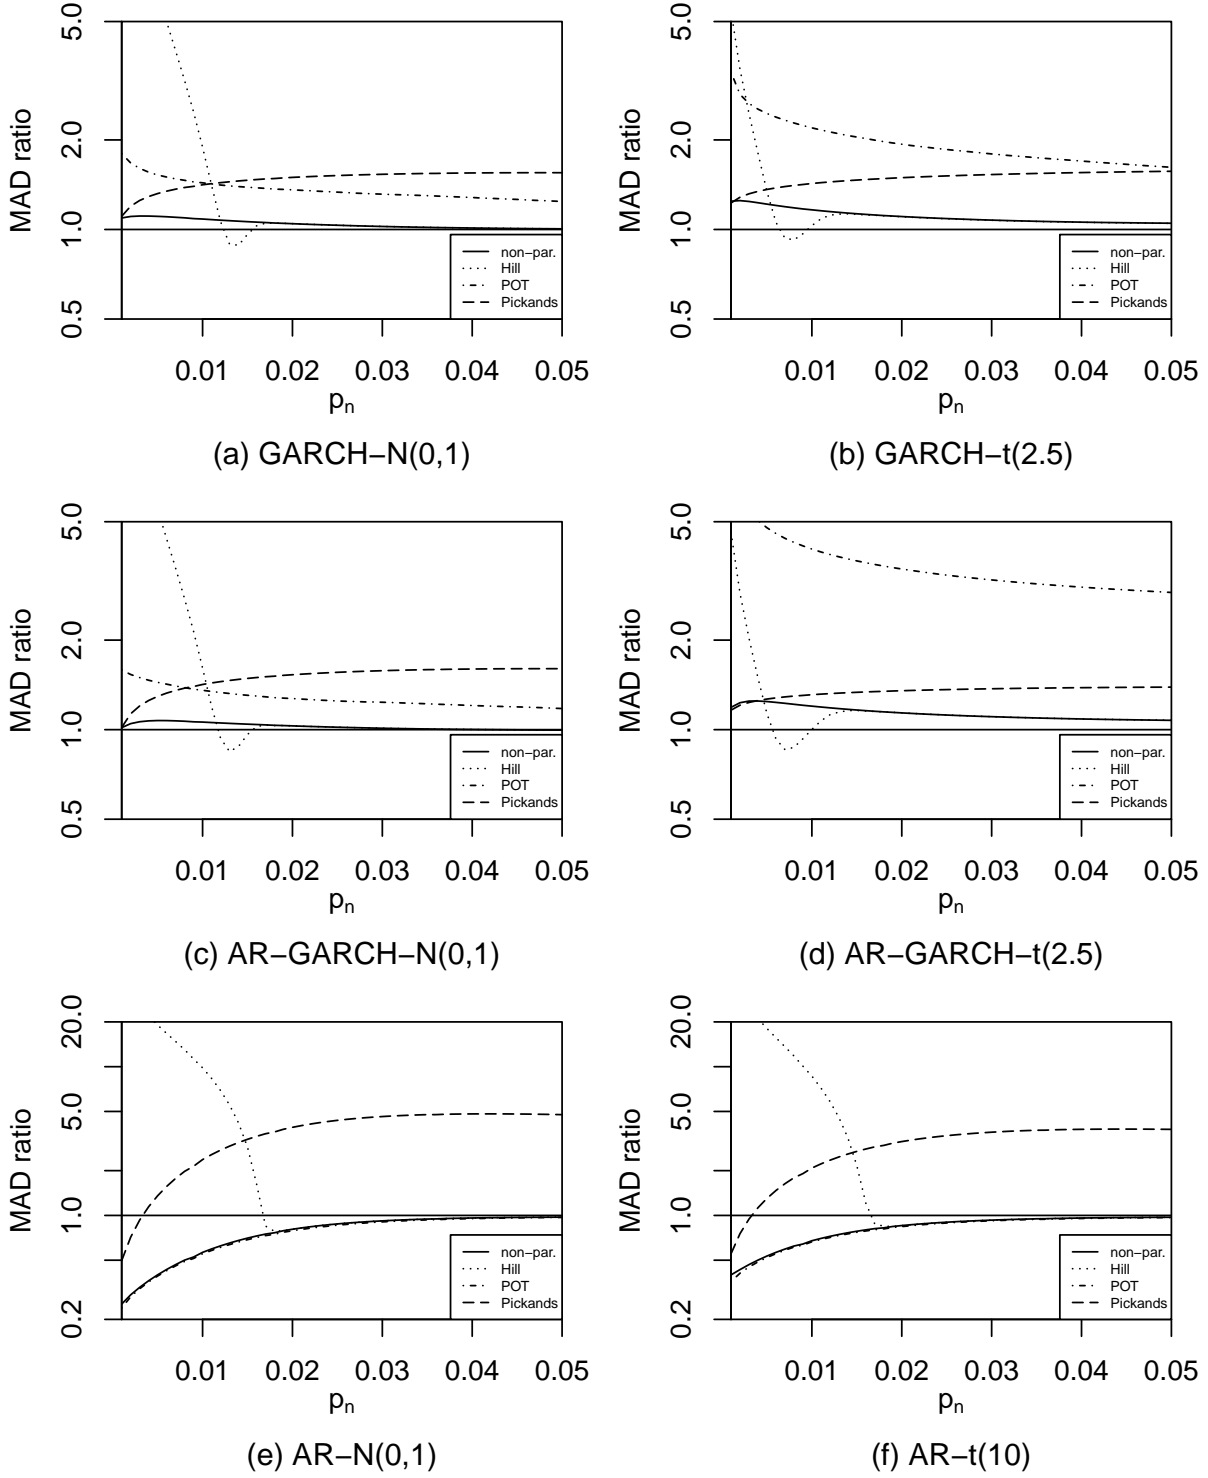 MAD ratio
5.0
2.0
1.0
0.5
non−par.
Hill
POT
Pickands
0.01 0.02 0.03 0.04 0.05
pₙ
(a) GARCH−N(0,1)
MAD ratio
5.0
2.0
1.0
0.5
non−par.
Hill
POT
Pickands
0.01 0.02 0.03 0.04 0.05
pₙ
(b) GARCH−t(2.5)
MAD ratio
5.0
2.0
1.0
0.5
non−par.
Hill
POT
Pickands
0.01 0.02 0.03 0.04 0.05
pₙ
(c) AR−GARCH−N(0,1)
MAD ratio
5.0
2.0
1.0
0.5
non−par.
Hill
POT
Pickands
0.01 0.02 0.03 0.04 0.05
pₙ
(d) AR−GARCH−t(2.5)
MAD ratio
20.0
5.0
1.0
0.2
non−par.
Hill
POT
Pickands
0.01 0.02 0.03 0.04 0.05
pₙ
(e) AR−N(0,1)
MAD ratio
20.0
5.0
1.0
0.2
non−par.
Hill
POT
Pickands
0.01 0.02 0.03 0.04 0.05
pₙ
(f) AR−t(10)